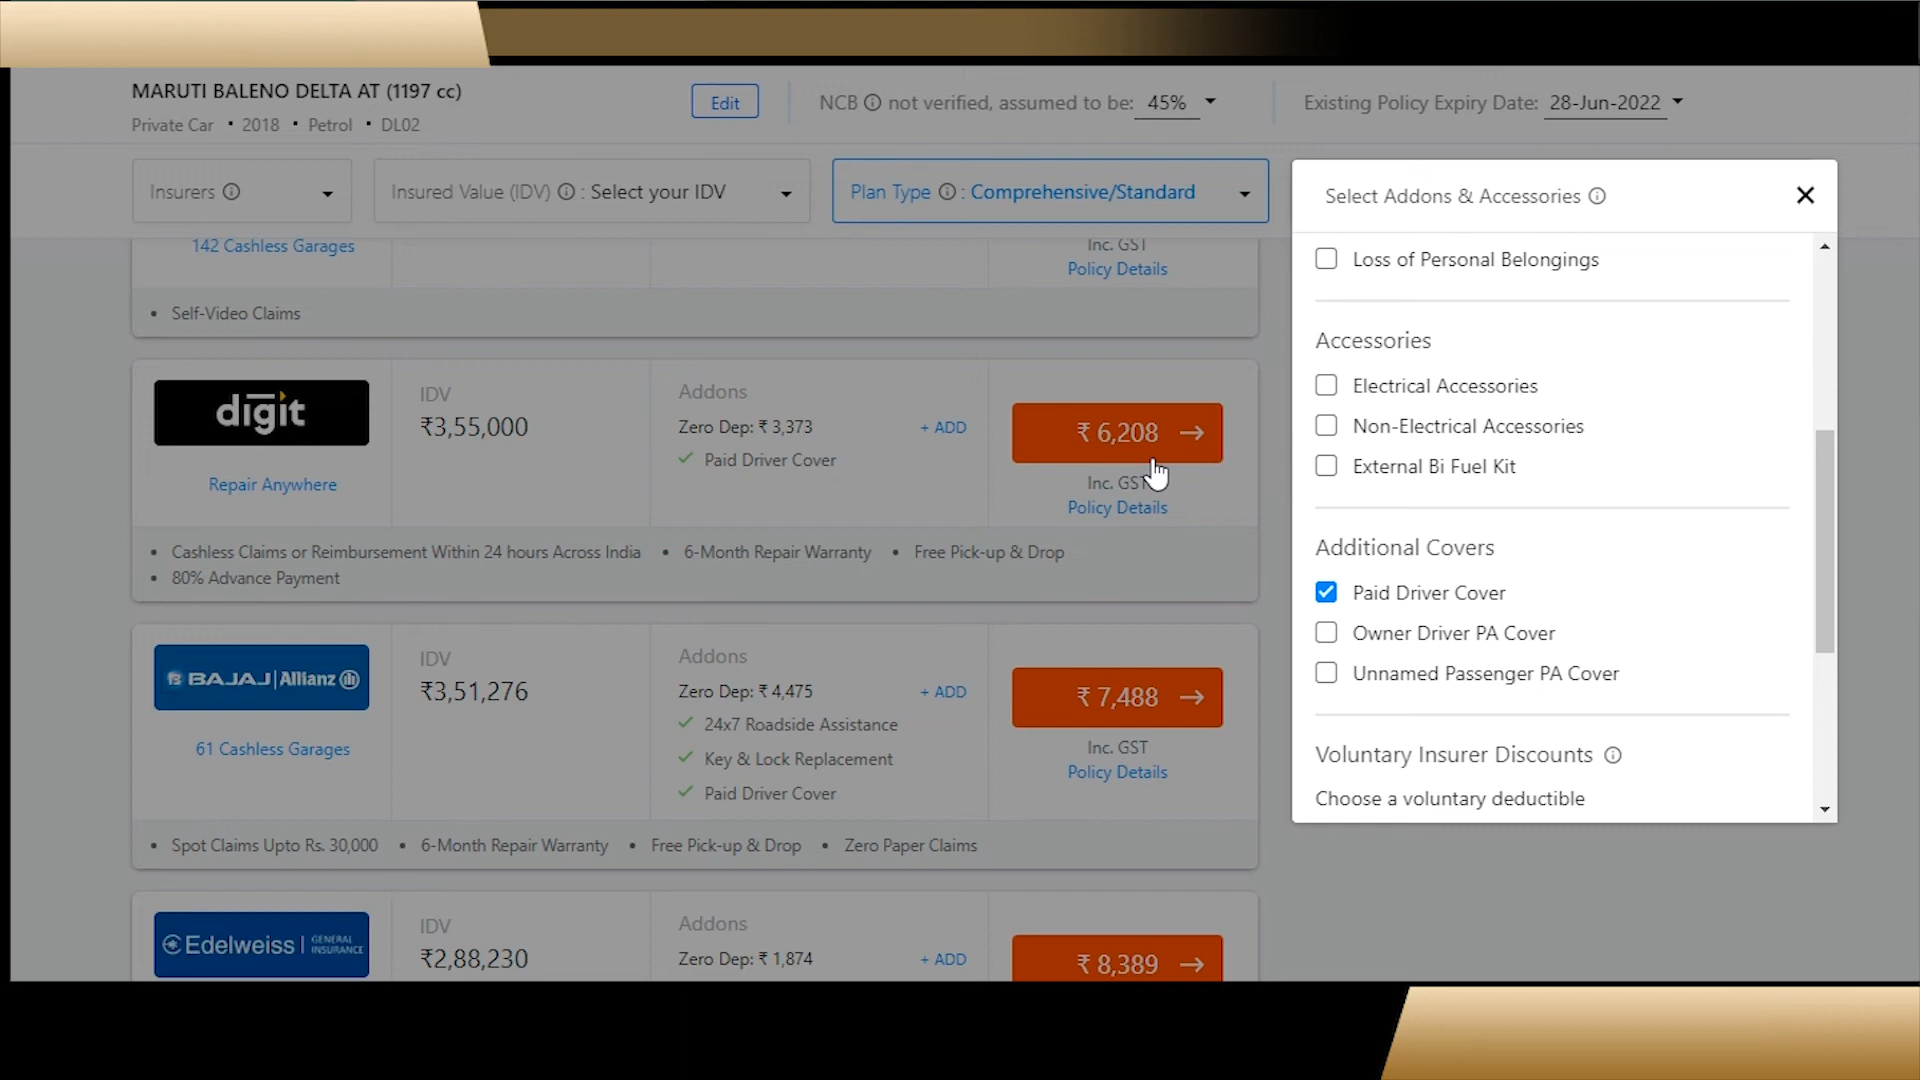 MARUTI BALENO DELTA AT (1197 cc)
Private Car • 2018 • Petrol • DL02
Edit
NCB not verified, assumed to be: 45%
Existing Policy Expiry Date: 28-Jun-2022
Insurers
Insured Value (IDV) : Select your IDV
Plan Type : Comprehensive/Standard
142 Cashless Garages
Inc. GST
Policy Details
• Self-Video Claims
digit
Repair Anywhere
IDV
₹3,55,000
Addons
Zero Dep: ₹ 3,373 + ADD
Paid Driver Cover
₹ 6,208
Inc. GST
Policy Details
• Cashless Claims or Reimbursement Within 24 hours Across India • 6-Month Repair Warranty • Free Pick-up & Drop
• 80% Advance Payment
BAJAJ | Allianz
61 Cashless Garages
IDV
₹3,51,276
Addons
Zero Dep: ₹ 4,475 + ADD
24x7 Roadside Assistance
Key & Lock Replacement
Paid Driver Cover
₹ 7,488
Inc. GST
Policy Details
• Spot Claims Upto Rs. 30,000 • 6-Month Repair Warranty • Free Pick-up & Drop • Zero Paper Claims
Edelweiss | GENERAL INSURANCE
IDV
₹2,88,230
Addons
Zero Dep: ₹ 1,874 + ADD
₹ 8,389
Select Addons & Accessories
Loss of Personal Belongings
Accessories
Electrical Accessories
Non-Electrical Accessories
External Bi Fuel Kit
Additional Covers
Paid Driver Cover
Owner Driver PA Cover
Unnamed Passenger PA Cover
Voluntary Insurer Discounts
Choose a voluntary deductible